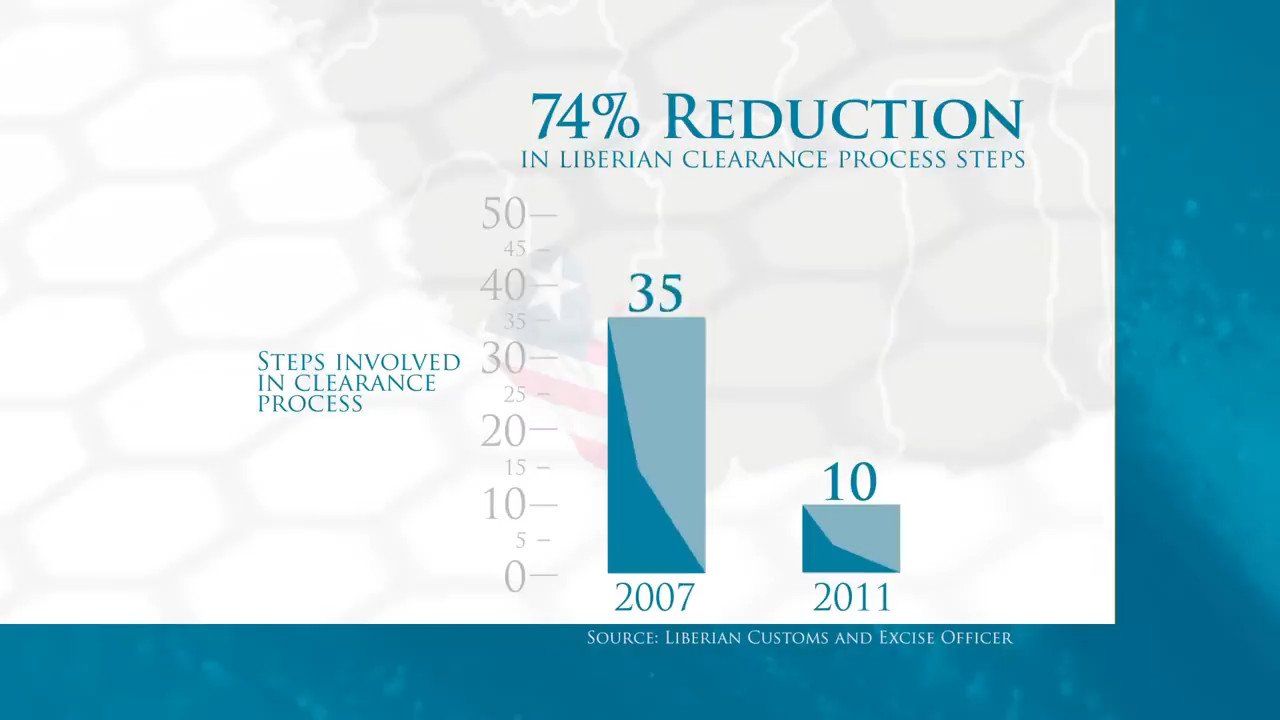 74% REDUCTION
IN LIBERIAN CLEARANCE PROCESS STEPS
50
45
40
35
30
25
20
15
10
5
0
STEPS INVOLVED
IN CLEARANCE
PROCESS
35
10
2007
2011
SOURCE: LIBERIAN CUSTOMS AND EXCISE OFFICER